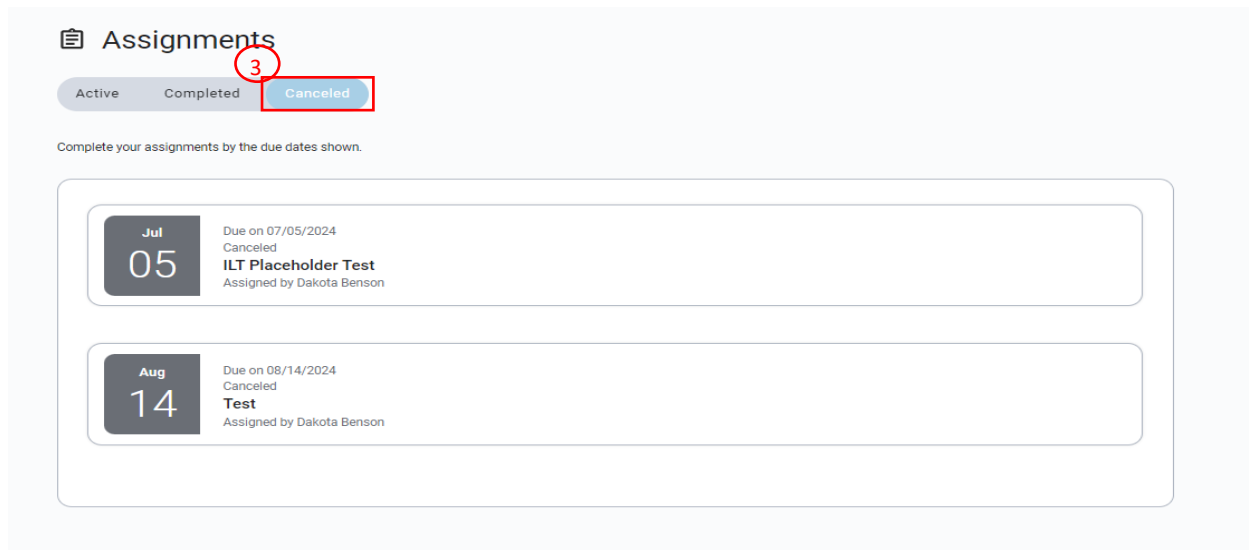 Assignments
3
Active Completed Canceled
Complete your assignments by the due dates shown.
Jul
05
Due on 07/05/2024
Canceled
ILT Placeholder Test
Assigned by Dakota Benson
Aug
14
Due on 08/14/2024
Canceled
Test
Assigned by Dakota Benson